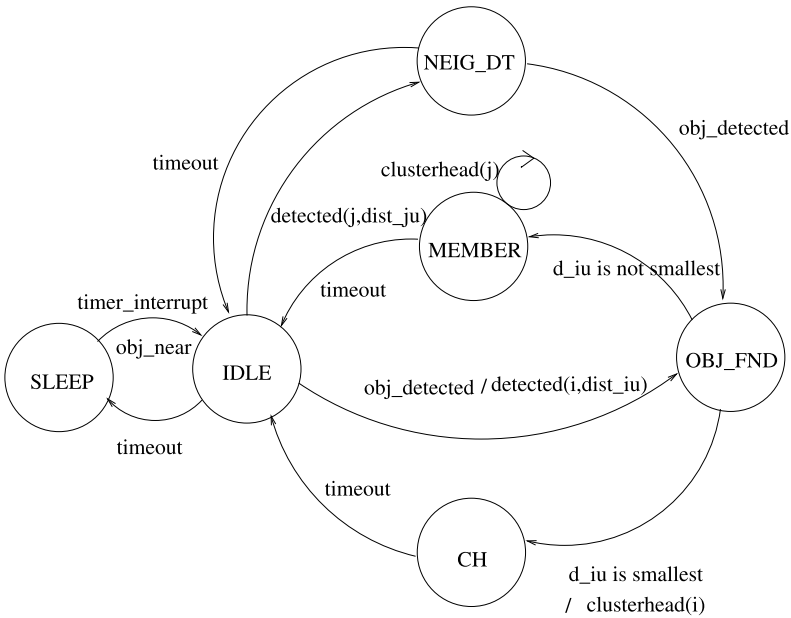 NEIG_DT
obj_detected
timeout
clusterhead(j)
detected(j,dist_ju)
MEMBER
d_iu is not smallest
timeout
timer_interrupt
obj_near
SLEEP
IDLE
OBJ_FND
obj_detected / detected(i,dist_iu)
timeout
timeout
CH
d_iu is smallest
/ clusterhead(i)